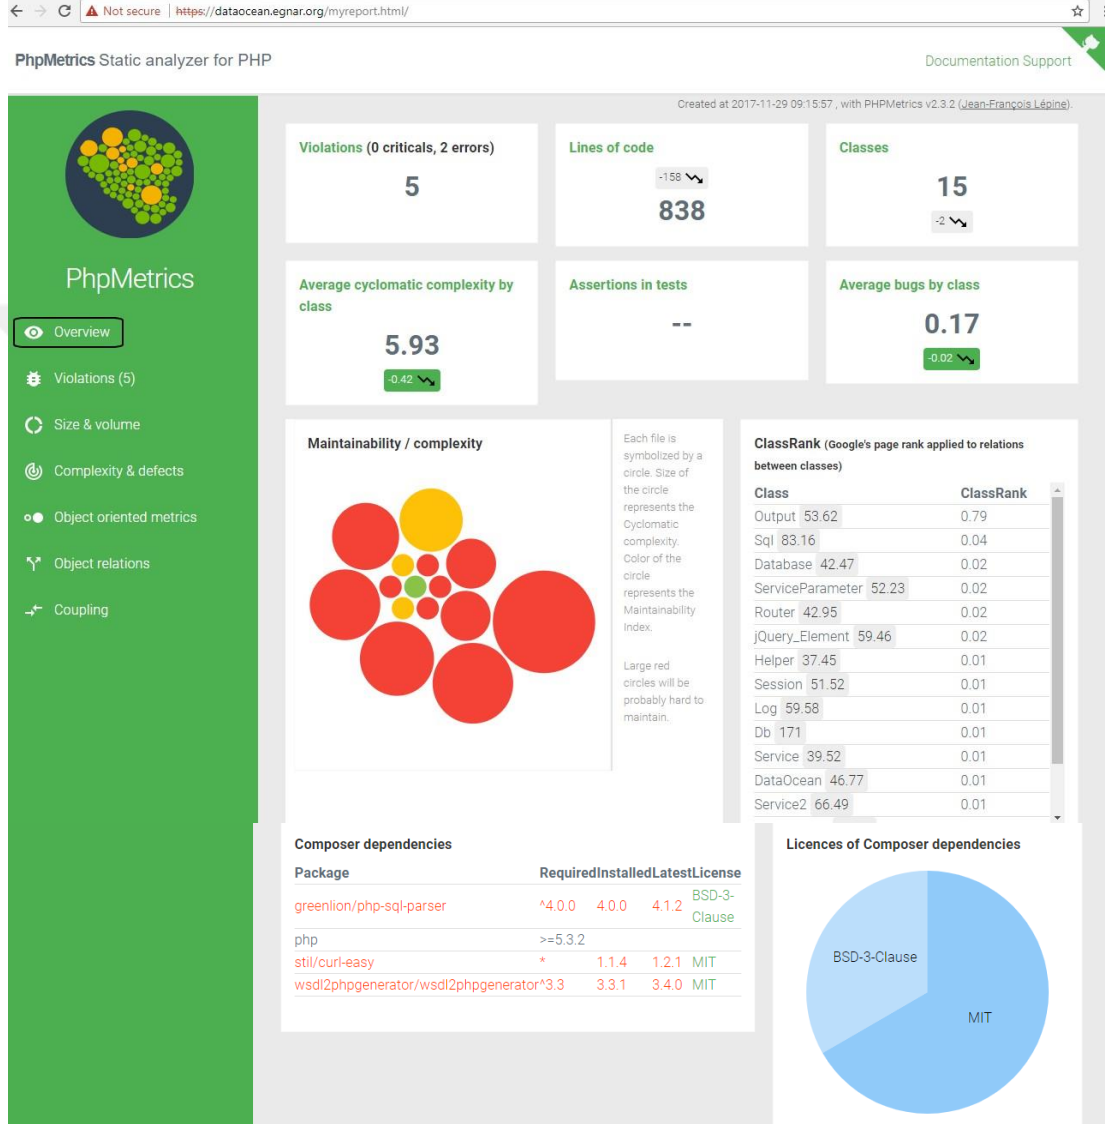 Not secure | https://dataocean.egnar.org/myreport.html/
PhpMetrics Static analyzer for PHP
Documentation Support
Created at 2017-11-29 09:15:57 , with PHPMetrics v2.3.2 (Jean-François Lépine).
PhpMetrics
Overview
Violations (5)
Size & volume
Complexity & defects
Object oriented metrics
Object relations
Coupling
Violations (0 criticals, 2 errors)
5
Lines of code
-158
838
Classes
15
-2
Average cyclomatic complexity by
class
5.93
-0.42
Assertions in tests
--
Average bugs by class
0.17
-0.02
Maintainability / complexity
Each file is
symbolized by a
circle. Size of
the circle
represents the
Cyclomatic
complexity.
Color of the
circle
represents the
Maintainability
Index.
Large red
circles will be
probably hard to
maintain.
ClassRank (Google's page rank applied to relations
between classes)
Class ClassRank
Output 53.62 0.79
Sql 83.16 0.04
Database 42.47 0.02
ServiceParameter 52.23 0.02
Router 42.95 0.02
jQuery_Element 59.46 0.02
Helper 37.45 0.01
Session 51.52 0.01
Log 59.58 0.01
Db 171 0.01
Service 39.52 0.01
DataOcean 46.77 0.01
Service2 66.49 0.01
Composer dependencies
Package Required Installed Latest License
greenlion/php-sql-parser ^4.0.0 4.0.0 4.1.2 BSD-3-
Clause
php >=5.3.2
stil/curl-easy * 1.1.4 1.2.1 MIT
wsdl2phpgenerator/wsdl2phpgenerator ^3.3 3.3.1 3.4.0 MIT
Licences of Composer dependencies
BSD-3-Clause
MIT